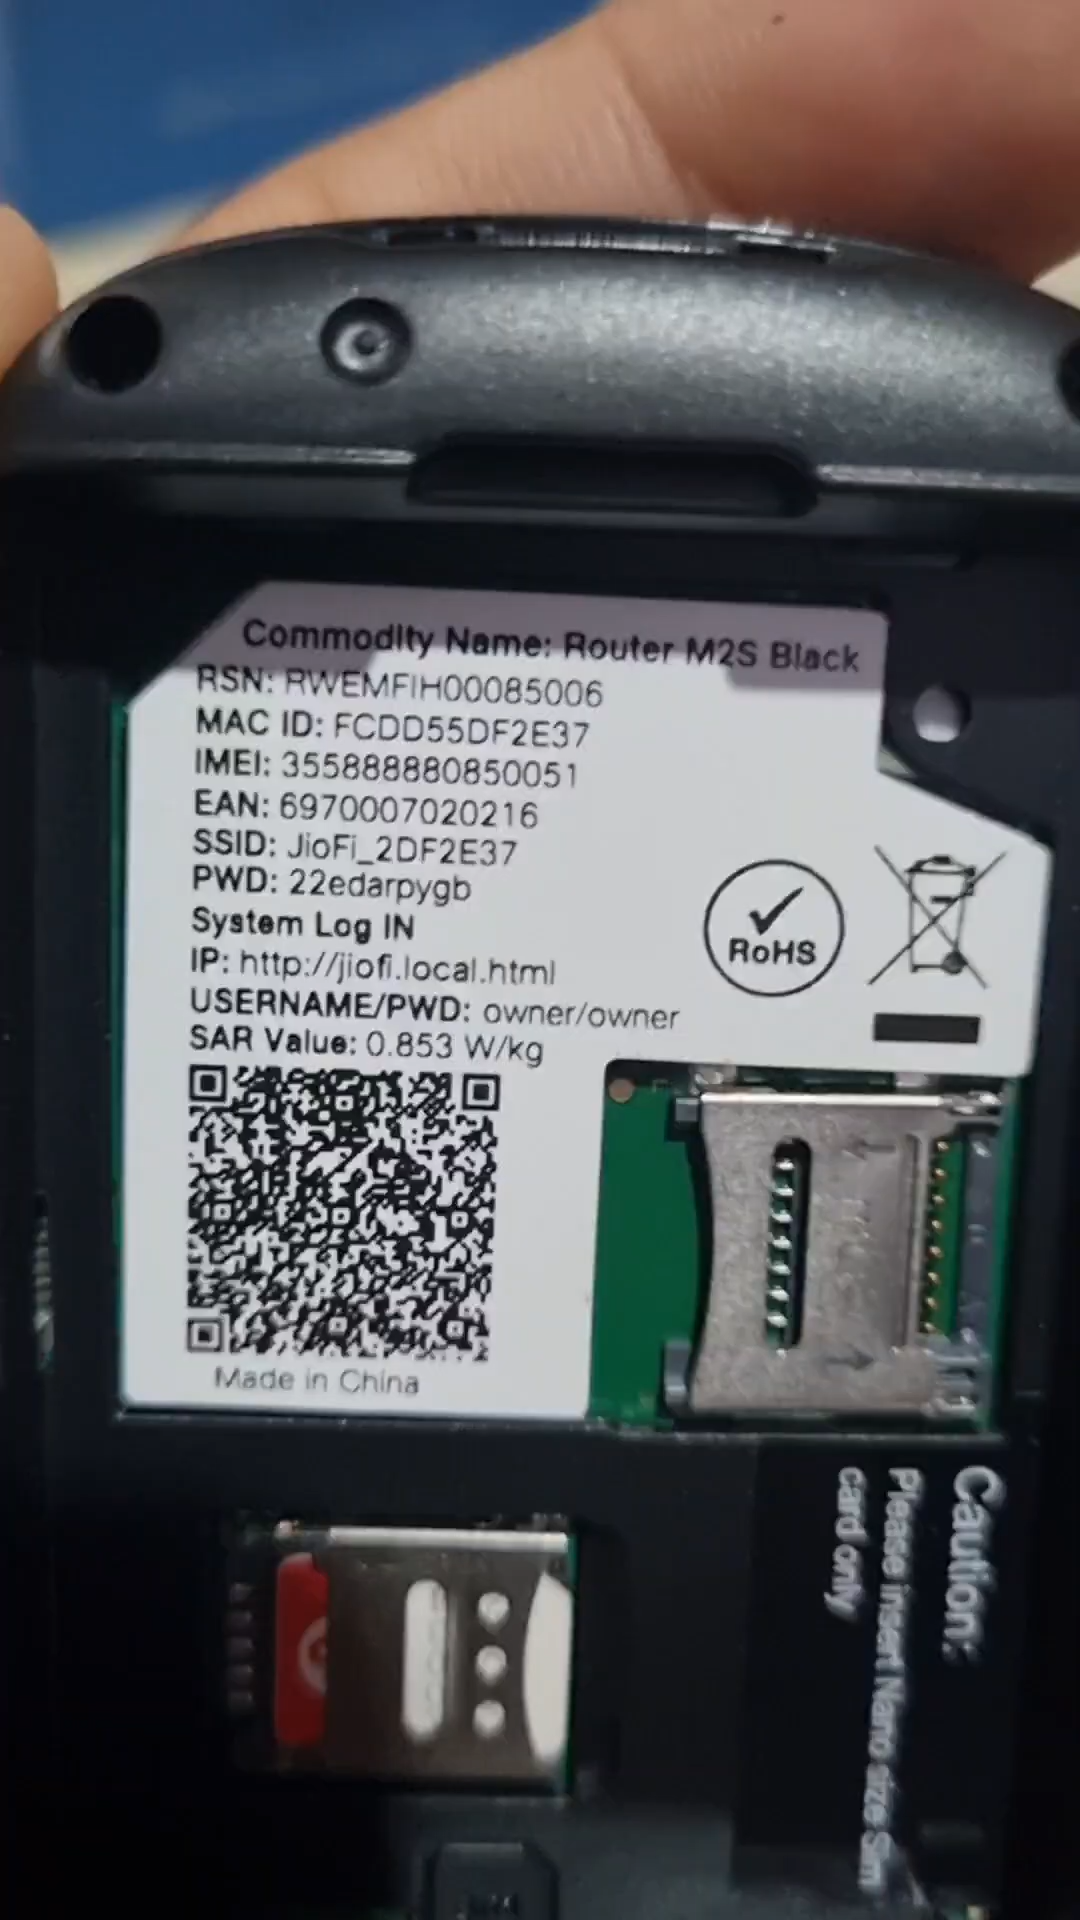 Commodity Name: Router M2S Black
RSN: RWEMFIH00085006
MAC ID: FCDD55DF2E37
IMEI: 355888880850051
EAN: 6970007020216
SSID: JioFi_2DF2E37
PWD: 22edarpygb
System Log IN
IP: http://jiofi.local.html
USERNAME/PWD: owner/owner
SAR Value: 0.853 W/kg
RoHS
Made in China
Caution:
Please insert Nano size Sim
card only